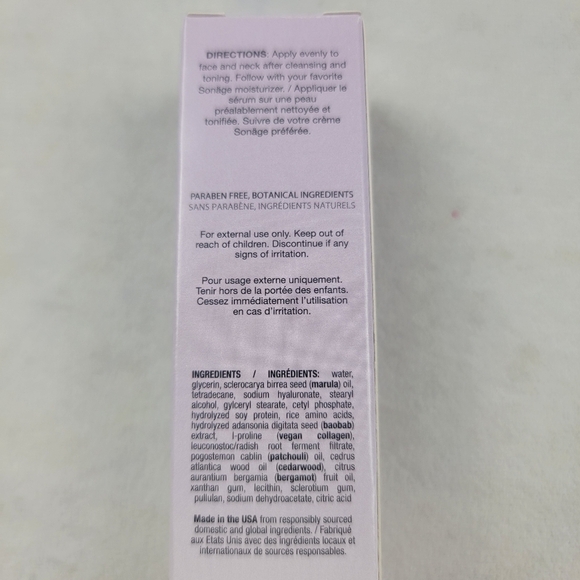 DIRECTIONS: Apply evenly to
face and neck after cleansing and
toning. Follow with your favorite
Sonäge moisturizer. / Appliquer le
sérum sur une peau
préalablement nettoyée et
tonifiée. Suivre de votre crème
Sonäge préférée.
PARABEN FREE, BOTANICAL INGREDIENTS
SANS PARABÈNE, INGRÉDIENTS NATURELS
For external use only. Keep out of
reach of children. Discontinue if any
signs of irritation.
Pour usage externe uniquement.
Tenir hors de la portée des enfants.
Cessez immédiatement l'utilisation
en cas d'irritation.
INGREDIENTS / INGRÉDIENTS: water,
glycerin, sclerocarya birrea seed (marula) oil,
tetradecane, sodium hyaluronate, stearyl
alcohol, gylceryl stearate, cetyl phosphate,
hydrolyzed soy protein, rice amino acids,
hydrolyzed adansonia digitata seed (baobab)
extract, l-proline (vegan collagen),
leuconostoc/radish root ferment filtrate,
pogostemon cablin (patchouli) oil, cedrus
atlantica wood oil (cedarwood), citrus
aurantium bergamia (bergamot) fruit oil,
xanthan gum, lecithin, sclerotium gum,
pullulan, sodium dehydroacetate, citric acid
Made in the USA from responsibly sourced
domestic and global ingredients. / Fabriqué
aux États Unis avec des ingrédients locaux et
internationaux de sources responsables.